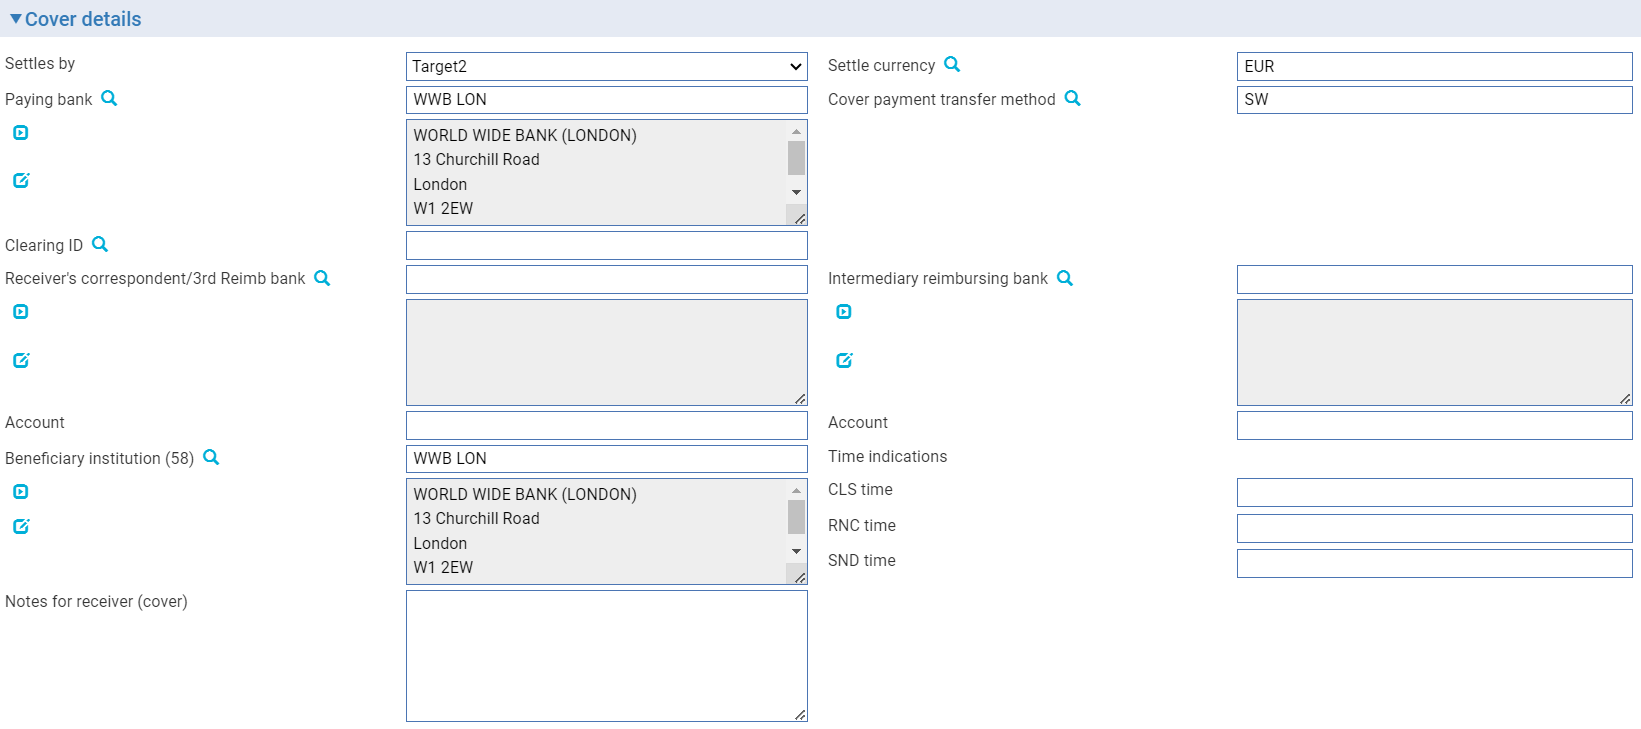 Cover details
Settles by
Target2
Settle currency
EUR
Paying bank
WWB LON
Cover payment transfer method
SW
WORLD WIDE BANK (LONDON)
13 Churchill Road
London
W1 2EW
Clearing ID
Receiver's correspondent/3rd Reimb bank
Intermediary reimbursing bank
Account
Account
Beneficiary institution (58)
WWB LON
Time indications
WORLD WIDE BANK (LONDON)
13 Churchill Road
London
W1 2EW
CLS time
RNC time
SND time
Notes for receiver (cover)